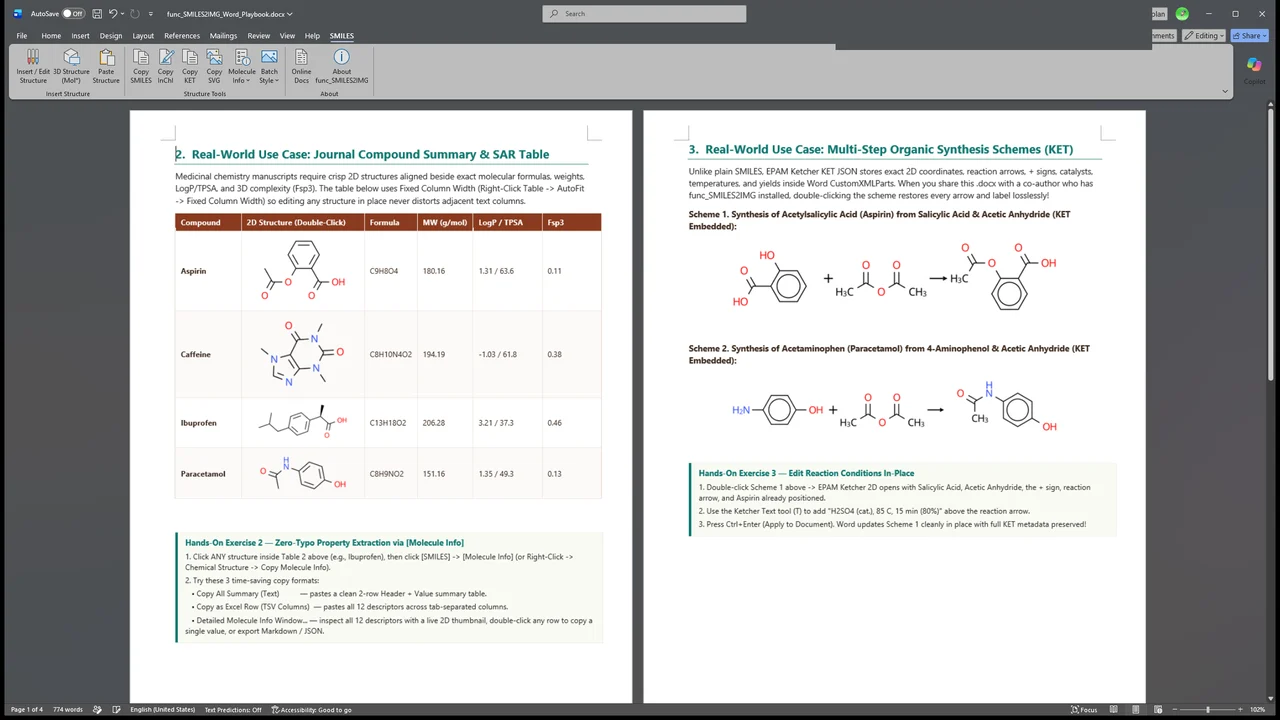 AutoSave Off func_SMILES2IMG_Word_Playbook.docx Search
File Home Insert Design Layout References Mailings Review View Help SMILES Editing Share
Insert / Edit Structure
3D Structure (Mol*)
Paste Structure
Copy SMILES
Copy InChI
Copy KET
Copy SVG
Molecule Info
Batch Style
Online Docs
About func_SMILES2IMG
Copilot
Insert Structure Structure Tools About
2. Real-World Use Case: Journal Compound Summary & SAR Table
Medicinal chemistry manuscripts require crisp 2D structures aligned beside exact molecular formulas, weights,
LogP/TPSA, and 3D complexity (Fsp3). The table below uses Fixed Column Width (Right-Click Table -> AutoFit
-> Fixed Column Width) so editing any structure in place never distorts adjacent text columns.
Compound 2D Structure (Double-Click) Formula MW (g/mol) LogP / TPSA Fsp3
Aspirin O O O OH C9H8O4 180.16 1.31 / 63.6 0.11
Caffeine O N O N N N C8H10N4O2 194.19 -1.03 / 61.8 0.38
Ibuprofen OH O C13H18O2 206.28 3.21 / 37.3 0.46
Paracetamol O H N OH C8H9NO2 151.16 1.35 / 49.3 0.13
Hands-On Exercise 2 — Zero-Typo Property Extraction via [Molecule Info]
1. Click ANY structure inside Table 2 above (e.g., Ibuprofen), then click [SMILES] -> [Molecule Info] (or Right-Click ->
Chemical Structure -> Copy Molecule Info).
2. Try these 3 time-saving copy formats:
• Copy All Summary (Text) — pastes a clean 2-row Header + Value summary table.
• Copy as Excel Row (TSV Columns) — pastes all 12 descriptors across tab-separated columns.
• Detailed Molecule Info Window... — inspect all 12 descriptors with a live 2D thumbnail, double-click any row to copy a
single value, or export Markdown / JSON.
3. Real-World Use Case: Multi-Step Organic Synthesis Schemes (KET)
Unlike plain SMILES, EPAM Ketcher KET JSON stores exact 2D coordinates, reaction arrows, + signs, catalysts,
temperatures, and yields inside Word CustomXMLParts. When you share this .docx with a co-author who has
func_SMILES2IMG installed, double-clicking the scheme restores every arrow and label losslessly!
Scheme 1. Synthesis of Acetylsalicylic Acid (Aspirin) from Salicylic Acid & Acetic Anhydride (KET
Embedded):
HO O HO + O O H3C O CH3 O O H3C O OH
Scheme 2. Synthesis of Acetaminophen (Paracetamol) from 4-Aminophenol & Acetic Anhydride (KET
Embedded):
H2N OH + O O H3C O CH3 O H N CH3 OH
Hands-On Exercise 3 — Edit Reaction Conditions In-Place
1. Double-click Scheme 1 above -> EPAM Ketcher 2D opens with Salicylic Acid, Acetic Anhydride, the + sign, reaction
arrow, and Aspirin already positioned.
2. Use the Ketcher Text tool (T) to add "H2SO4 (cat.), 85 C, 15 min (80%)" above the reaction arrow.
3. Press Ctrl+Enter (Apply to Document). Word updates Scheme 1 cleanly in place with full KET metadata preserved!
Page 1 of 4 774 words English (United States) Text Predictions: Off Accessibility: Good to go Focus 102%